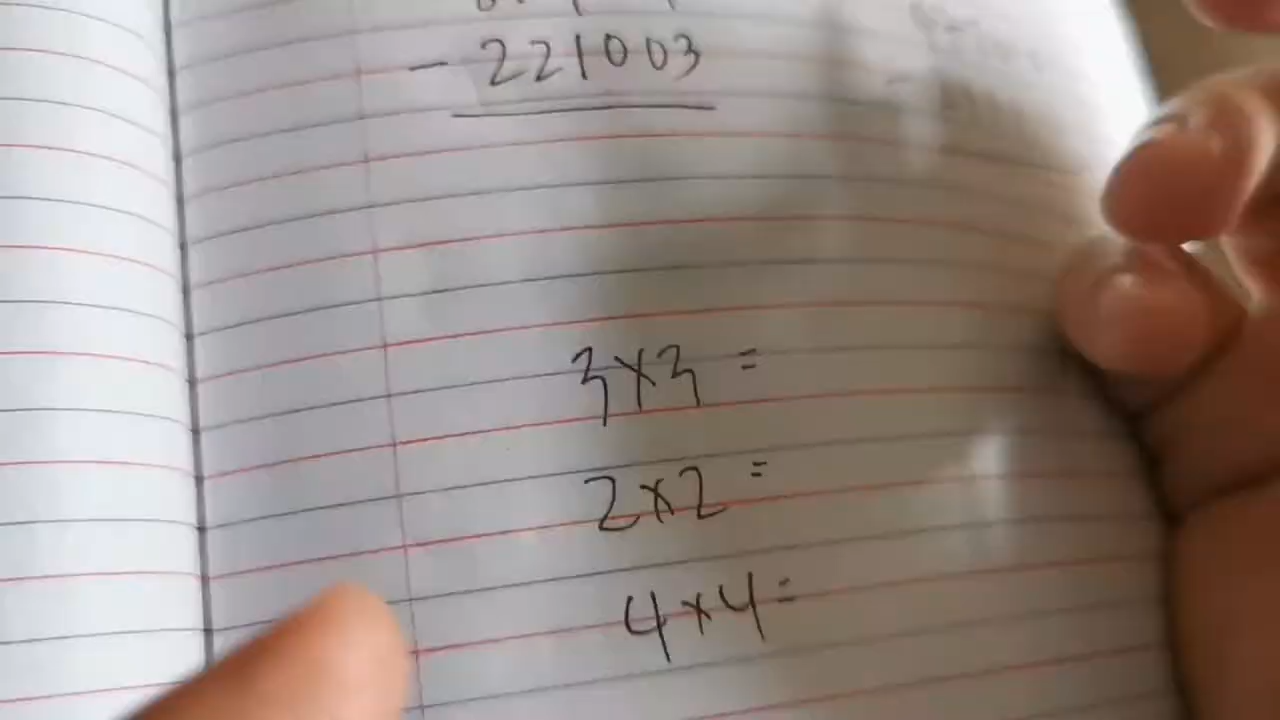 - 221003
3x3=
2x2=
4x4=